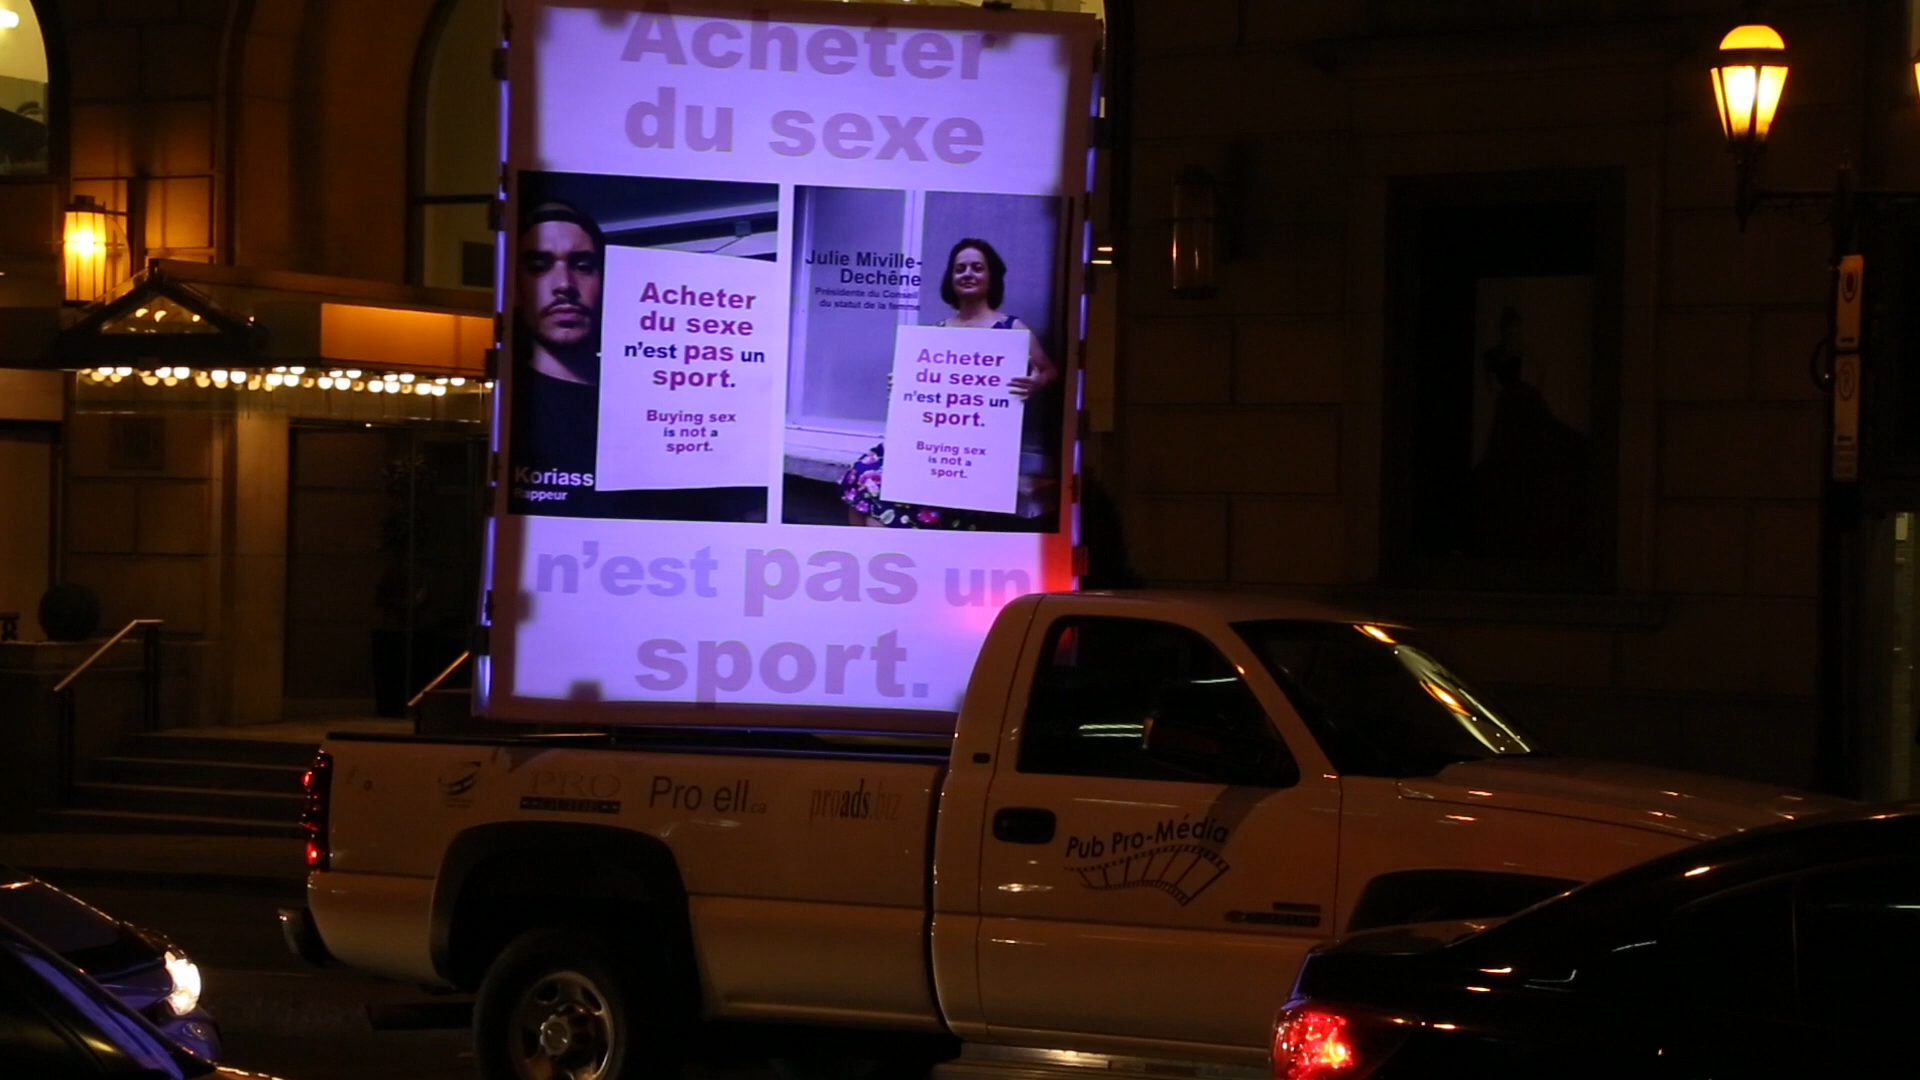 Acheter
du sexe
Acheter
du sexe
n'est pas un
sport.
Buying sex
is not a
sport.
Koriass
Rappeur
Julie Miville-
Dechêne
Présidente du Conseil
du statut de la femme
Acheter
du sexe
n'est pas un
sport.
Buying sex
is not a
sport.
n'est pas un
sport.
PRO
Pro ell.ca
proads.biz
Pub Pro-Média